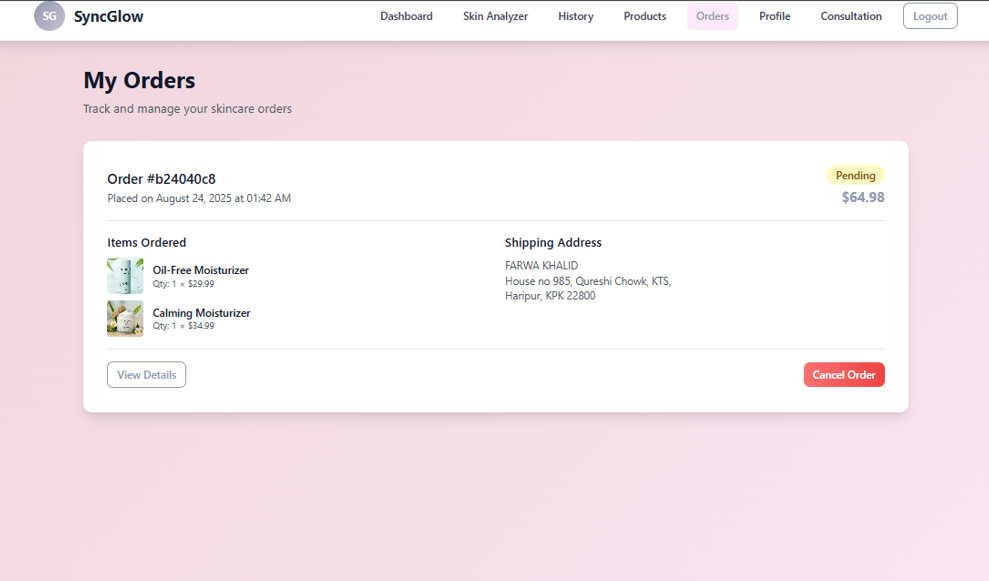 SG SyncGlow Dashboard Skin Analyzer History Products Orders Profile Consultation Logout
My Orders
Track and manage your skincare orders
Order #b24040c8
Pending
Placed on August 24, 2025 at 01:42 AM
$64.98
Items Ordered
Oil-Free Moisturizer
Qty: 1 × $29.99
Calming Moisturizer
Qty: 1 × $34.99
Shipping Address
FARWA KHALID
House no 985, Qureshi Chowk, KTS,
Haripur, KPK 22800
View Details
Cancel Order